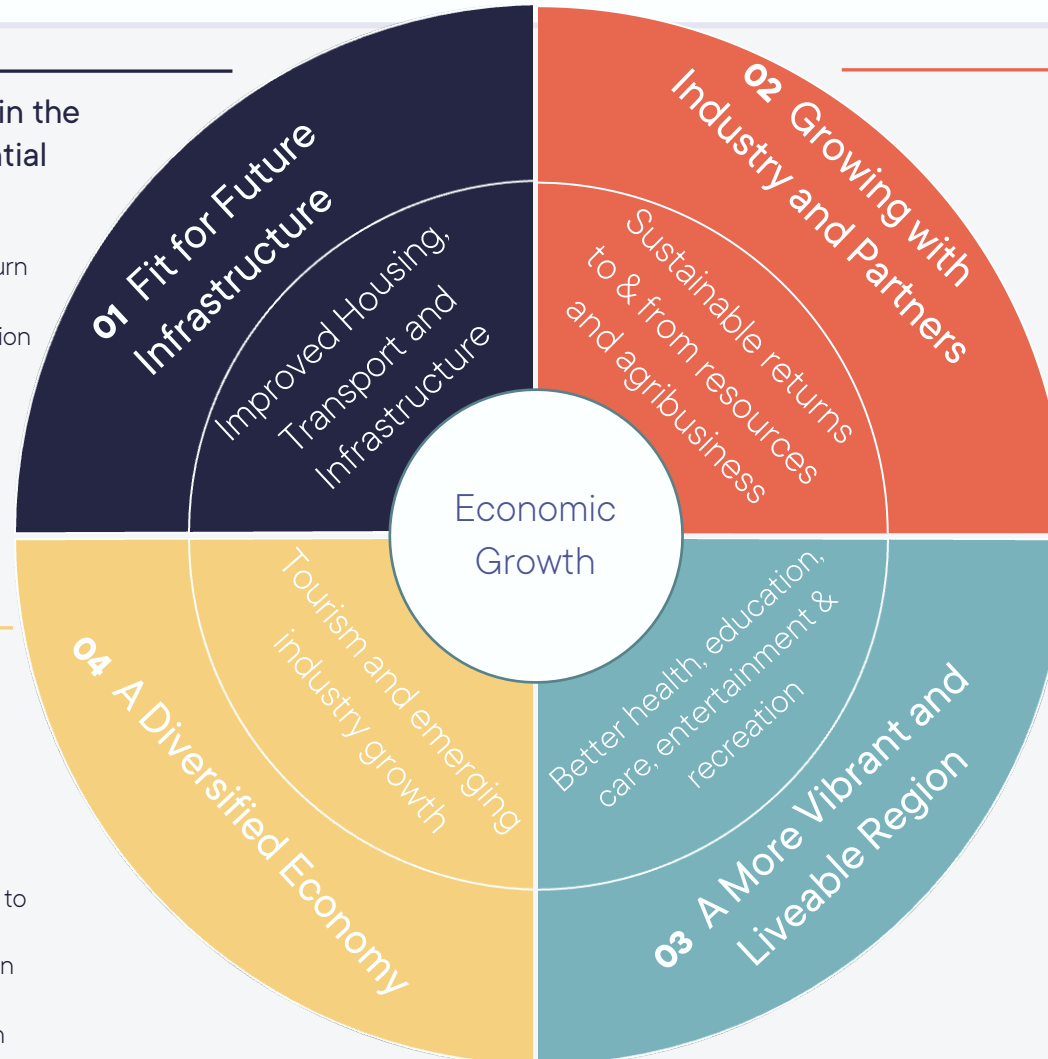 in the
urn
to
01 Fit for Future
Infrastructure
Improved Housing,
Transport and
Infrastructure
02 Growing with
Industry and Partners
Sustainable returns
to & from resources
and agribusiness
Economic
Growth
04 A Diversified Economy
Tourism and emerging
industry growth
Better health, education,
care, entertainment &
recreation
03 A More Vibrant and
Liveable Region